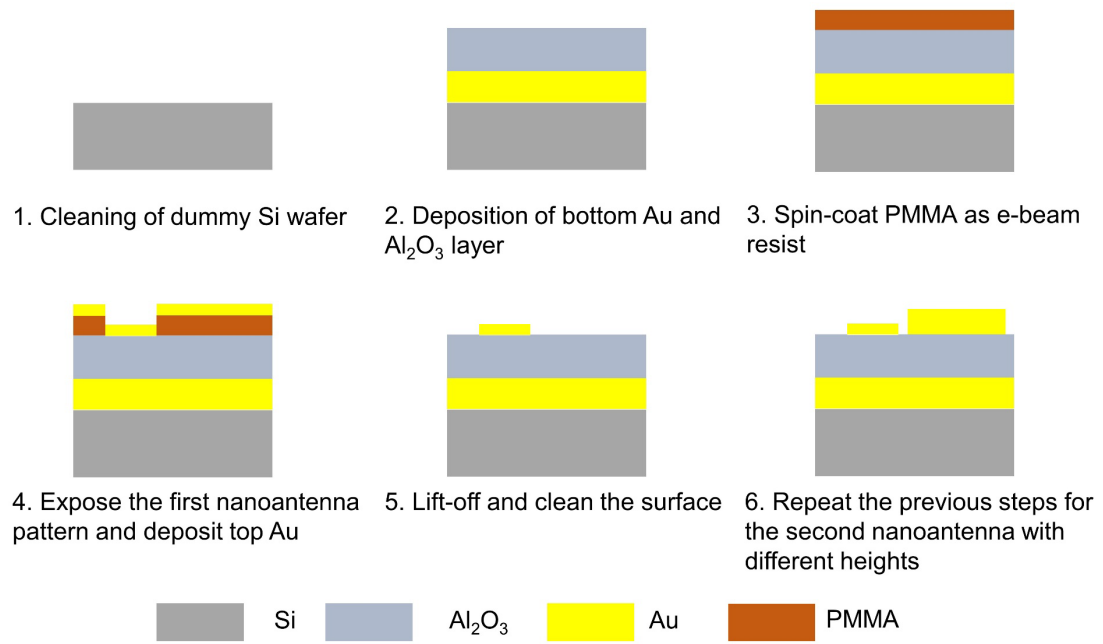 1. Cleaning of dummy Si wafer
2. Deposition of bottom Au and
Al₂O₃ layer
3. Spin-coat PMMA as e-beam
resist
4. Expose the first nanoantenna
pattern and deposit top Au
5. Lift-off and clean the surface
6. Repeat the previous steps for
the second nanoantenna with
different heights
Si
Al₂O₃
Au
PMMA